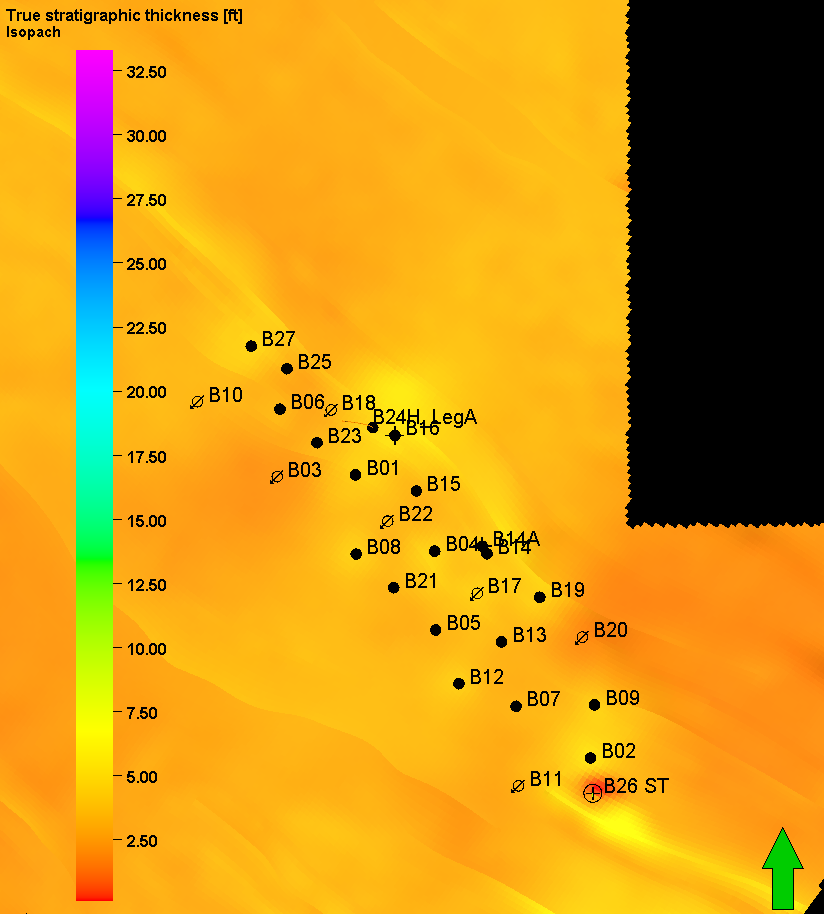 True stratigraphic thickness [ft]
Isopach
32.50
30.00
27.50
25.00
22.50
20.00
17.50
15.00
12.50
10.00
7.50
5.00
2.50
B27
B25
B10
B06
B18
B24H_LegA
B16
B23
B03
B01
B15
B22
B08
B04
B14A
B14
B21
B17
B19
B05
B13
B20
B12
B07
B09
B02
B11
B26 ST